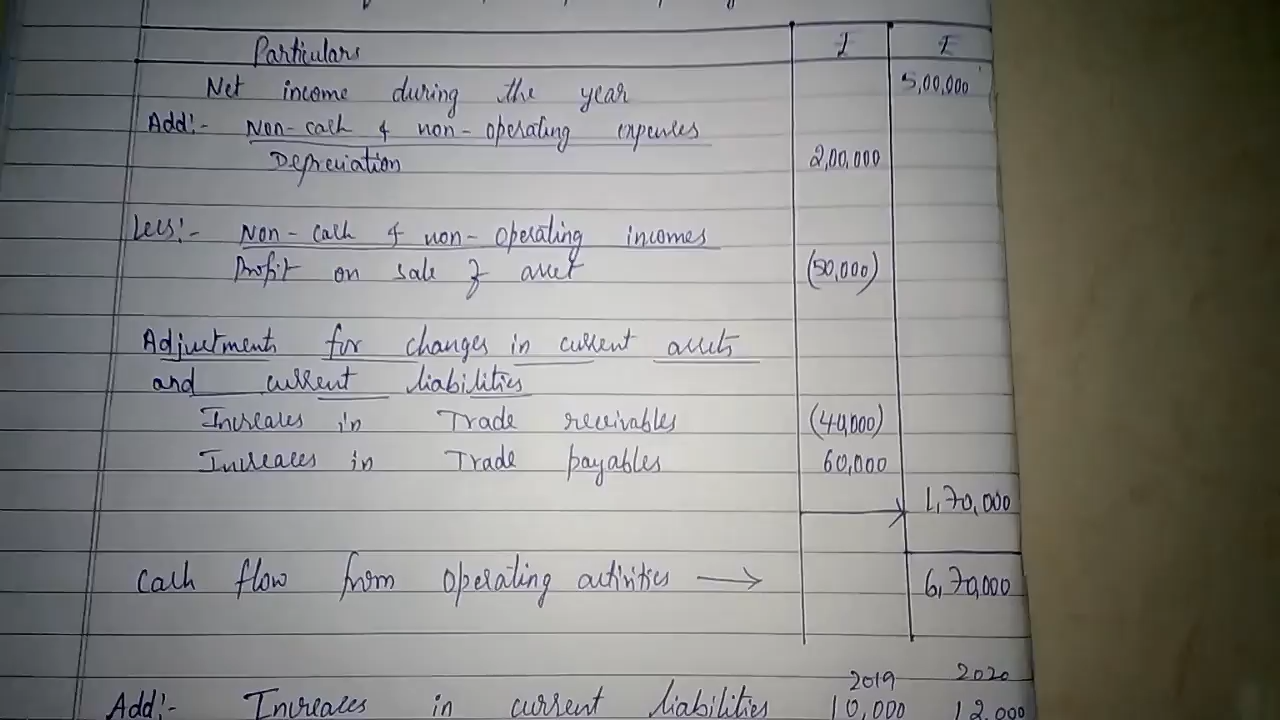 Particulars £ £
Net income during the year 5,00,000
Add:- Non-cash & non-operating expenses
Depreciation 2,00,000
Less:- Non-cash & non-operating incomes
Profit on sale of asset (50,000)
Adjustments for changes in current assets
and current liabilities
Increases in Trade receivables (40,000)
Increases in Trade payables 60,000
1,70,000
Cash flow from operating activities → 6,70,000
2019 2020
Add:- Increases in current liabilities 10,000 12,000